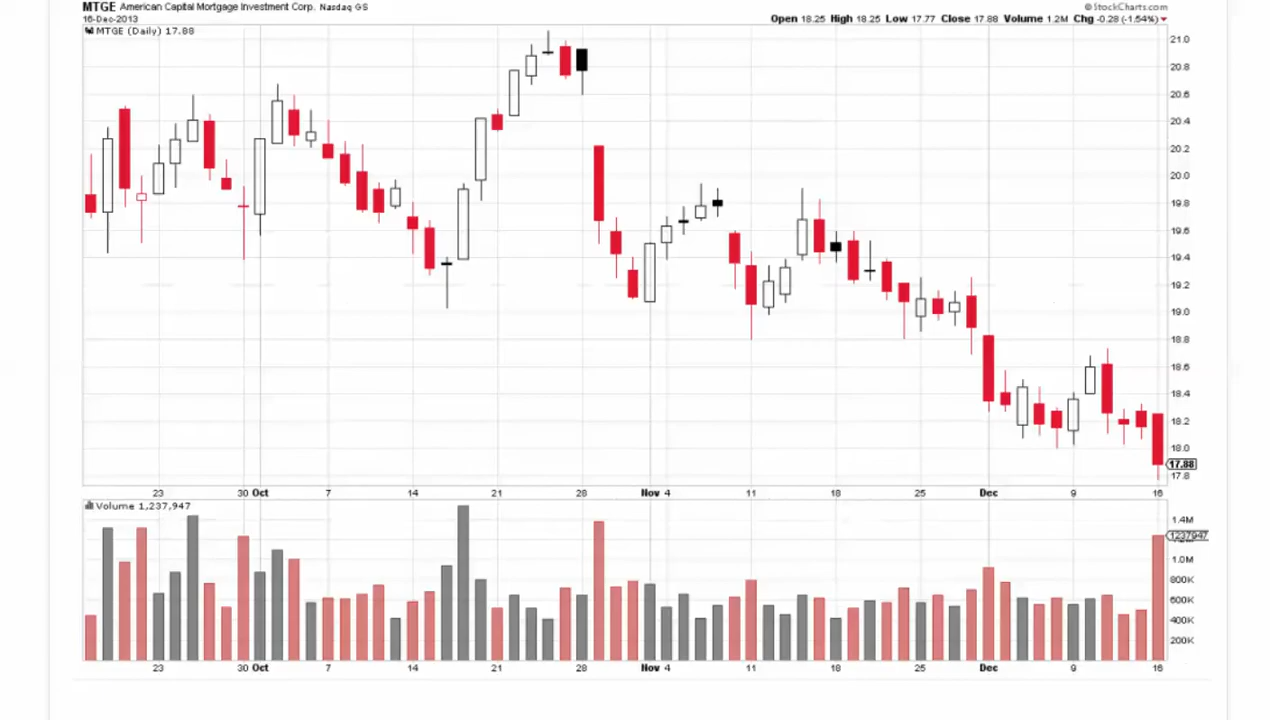 MTGE American Capital Mortgage Investment Corp. Nasdaq GS
© StockCharts.com
16-Dec-2013
Open 18.25 High 18.25 Low 17.77 Close 17.88 Volume 1.2M Chg -0.28 (-1.54%)
MTGE (Daily) 17.88
21.0
20.8
20.6
20.4
20.2
20.0
19.8
19.6
19.4
19.2
19.0
18.8
18.6
18.4
18.2
18.0
17.88
17.8
23 30 Oct 7 14 21 28 Nov 4 11 18 25 Dec 9 16
Volume 1,237,947
1.4M
1237947
1.0M
800K
600K
400K
200K
23 30 Oct 7 14 21 28 Nov 4 11 18 25 Dec 9 16